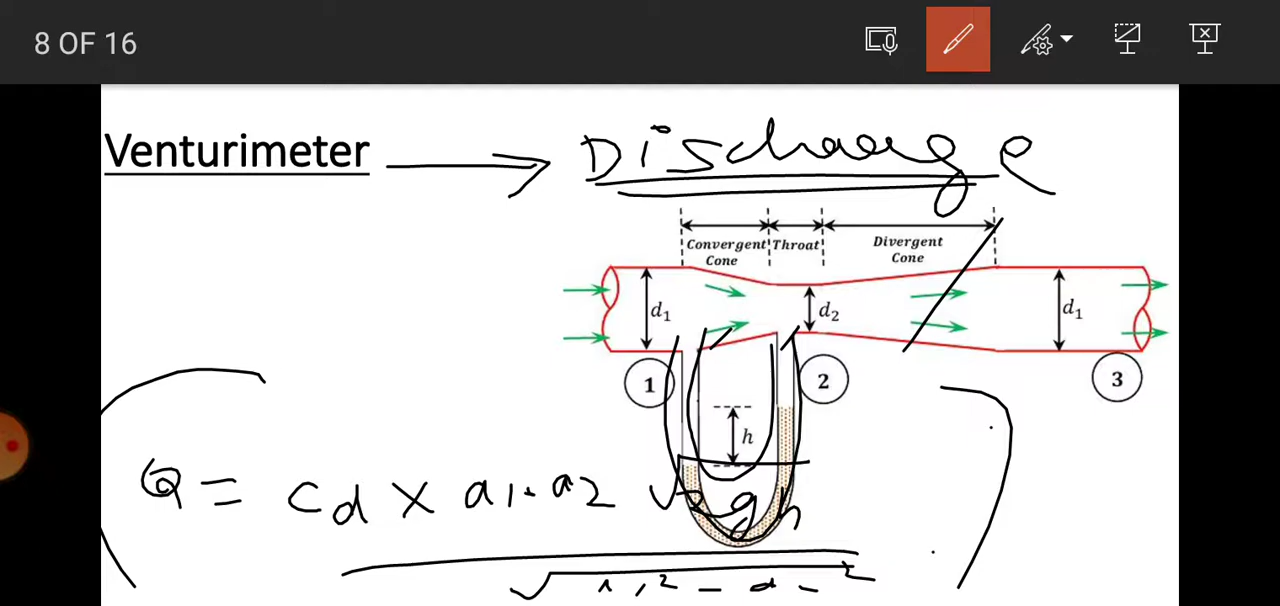 8 OF 16
Venturimeter Discharge
Convergent Cone Throat Divergent Cone
d₁ d₂ d₁
1 2 3
h
Q = Cd × a1.a2 √2gh